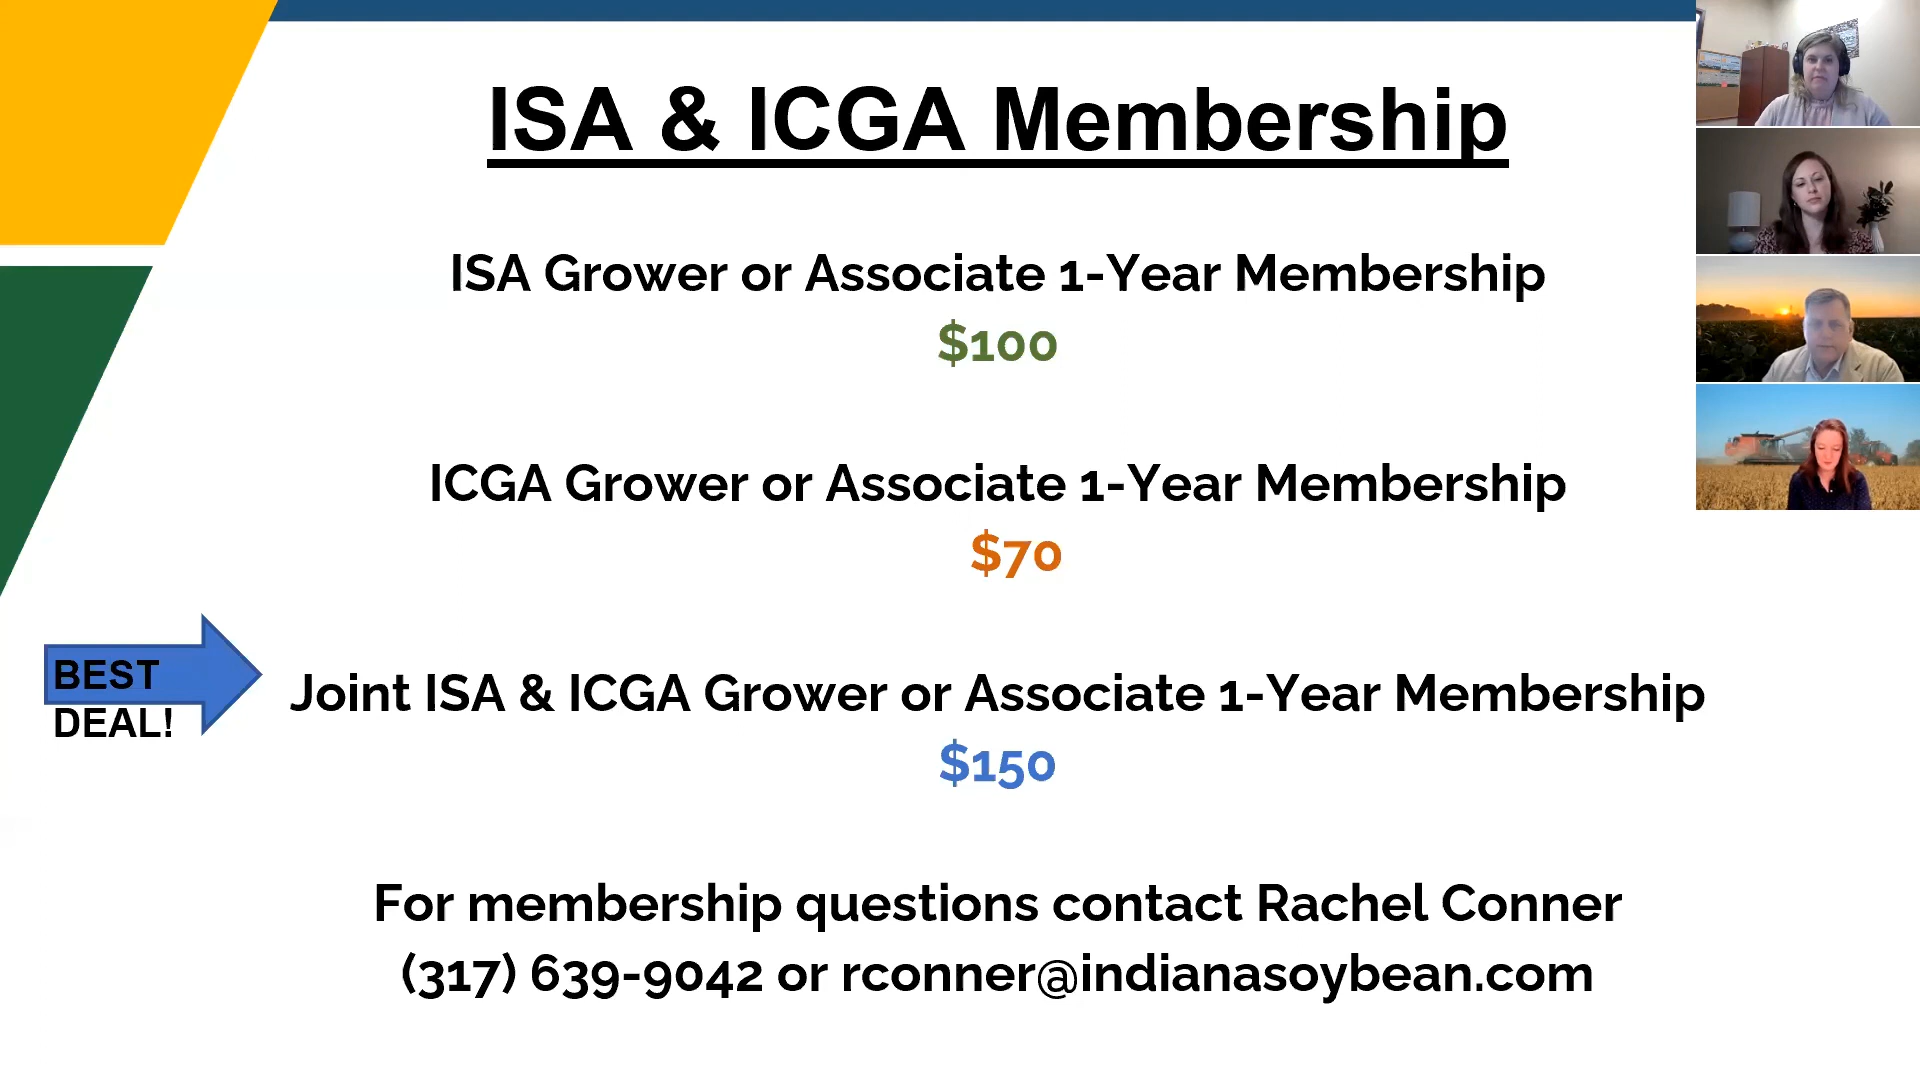 ISA & ICGA Membership
ISA Grower or Associate 1-Year Membership
$100
ICGA Grower or Associate 1-Year Membership
$70
BEST
DEAL!
Joint ISA & ICGA Grower or Associate 1-Year Membership
$150
For membership questions contact Rachel Conner
(317) 639-9042 or rconner@indianasoybean.com